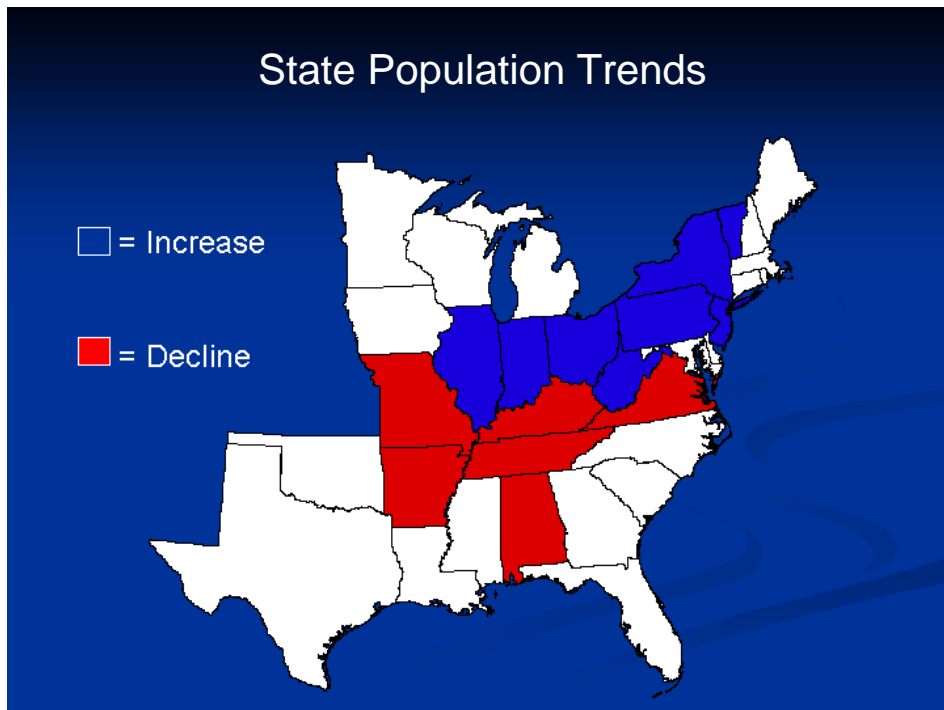 State Population Trends
= Increase
= Decline